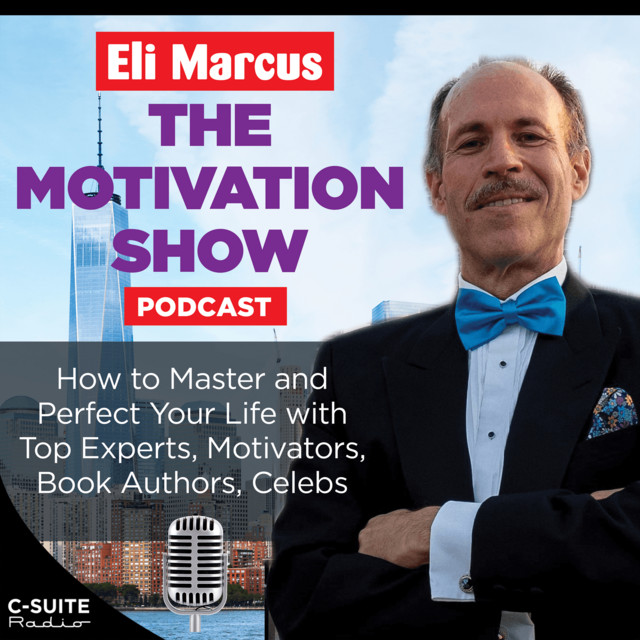 Eli Marcus
THE
MOTIVATION
SHOW
PODCAST
How to Master and
Perfect Your Life with
Top Experts, Motivators,
Book Authors, Celebs
C-SUITE
Radio